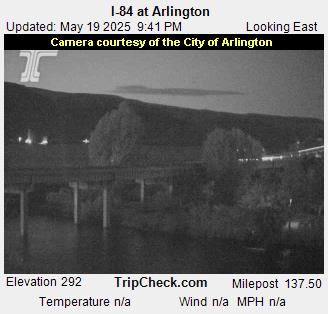 I-84 at Arlington
Updated: May 19 2025 9:41 PM Looking East
Camera courtesy of the City of Arlington
Elevation 292 TripCheck.com Milepost 137.50
Temperature n/a Wind n/a MPH n/a